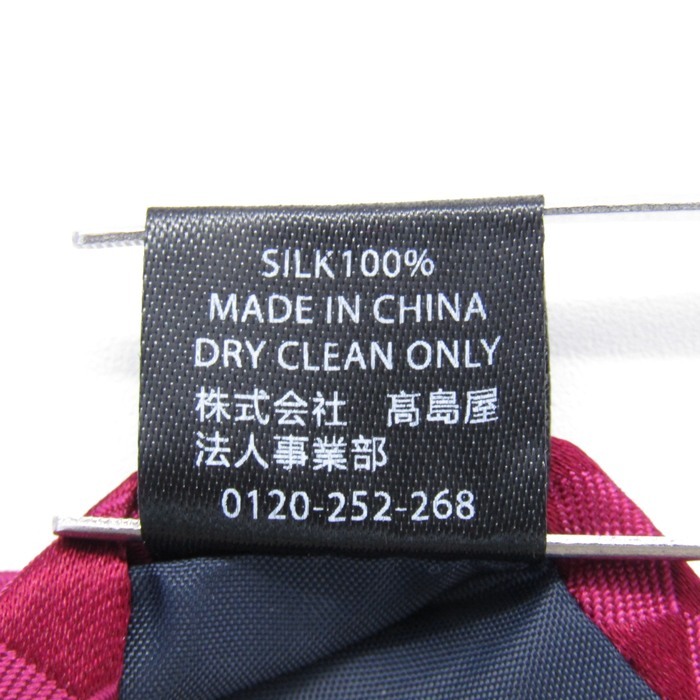 SILK100%
MADE IN CHINA
DRY CLEAN ONLY
株式会社　髙島屋
法人事業部
0120-252-268